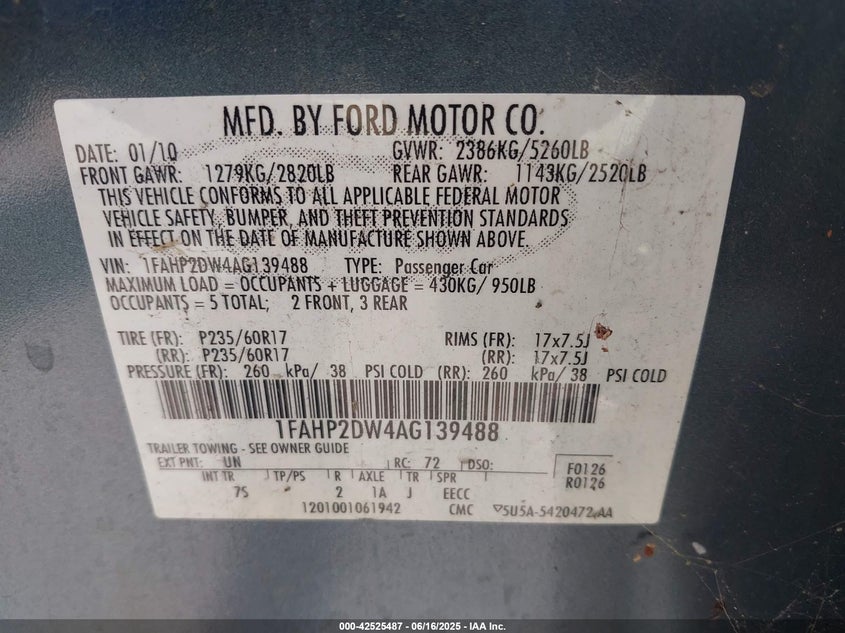 MFD. BY FORD MOTOR CO.
DATE: 01/10 GVWR: 2386KG/5260LB
FRONT GAWR: 1279KG/2820LB REAR GAWR: 1143KG/2520LB
THIS VEHICLE CONFORMS TO ALL APPLICABLE FEDERAL MOTOR
VEHICLE SAFETY, BUMPER, AND THEFT PREVENTION STANDARDS
IN EFFECT ON THE DATE OF MANUFACTURE SHOWN ABOVE.
VIN: 1FAHP2DW4AG139488 TYPE: Passenger Car
MAXIMUM LOAD = OCCUPANTS + LUGGAGE = 430KG/ 950LB
OCCUPANTS = 5 TOTAL; 2 FRONT, 3 REAR
TIRE (FR): P235/60R17 RIMS (FR): 17x7.5J
(RR): P235/60R17 (RR): 17x7.5J
PRESSURE (FR): 260 kPa/ 38 PSI COLD (RR): 260 kPa/ 38 PSI COLD
1FAHP2DW4AG139488
TRAILER TOWING - SEE OWNER GUIDE
EXT PNT: UN RC: 72 DSO: F0126
INT TR TP/PS R AXLE TR SPR R0126
7S 2 1A J EECC
1201001061942 CMC 5U5A-5420472 AA
000-42525487 - 06/16/2025 - IAA Inc.